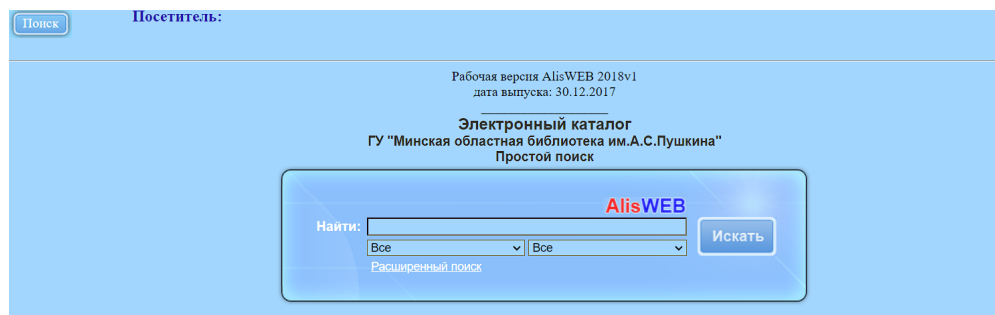 Поиск
Посетитель:
Рабочая версия AlisWEB 2018v1
дата выпуска: 30.12.2017
Электронный каталог
ГУ "Минская областная библиотека им.А.С.Пушкина"
Простой поиск
AlisWEB
Найти:
Искать
Все Все
Расширенный поиск